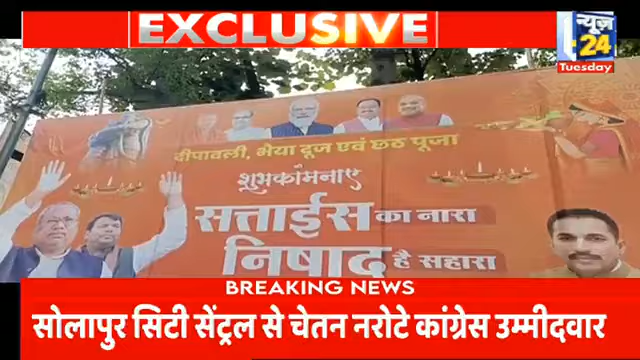 EXCLUSIVE
न्यूज़
24
Tuesday
दीपावली, भैया दूज एवं छठ पूजा
की
शुभकामनाएं
सत्ताईस का नारा
निषाद है सहारा
BREAKING NEWS
सोलापुर सिटी सेंट्रल से चेतन नरोटे कांग्रेस उम्मीदवार